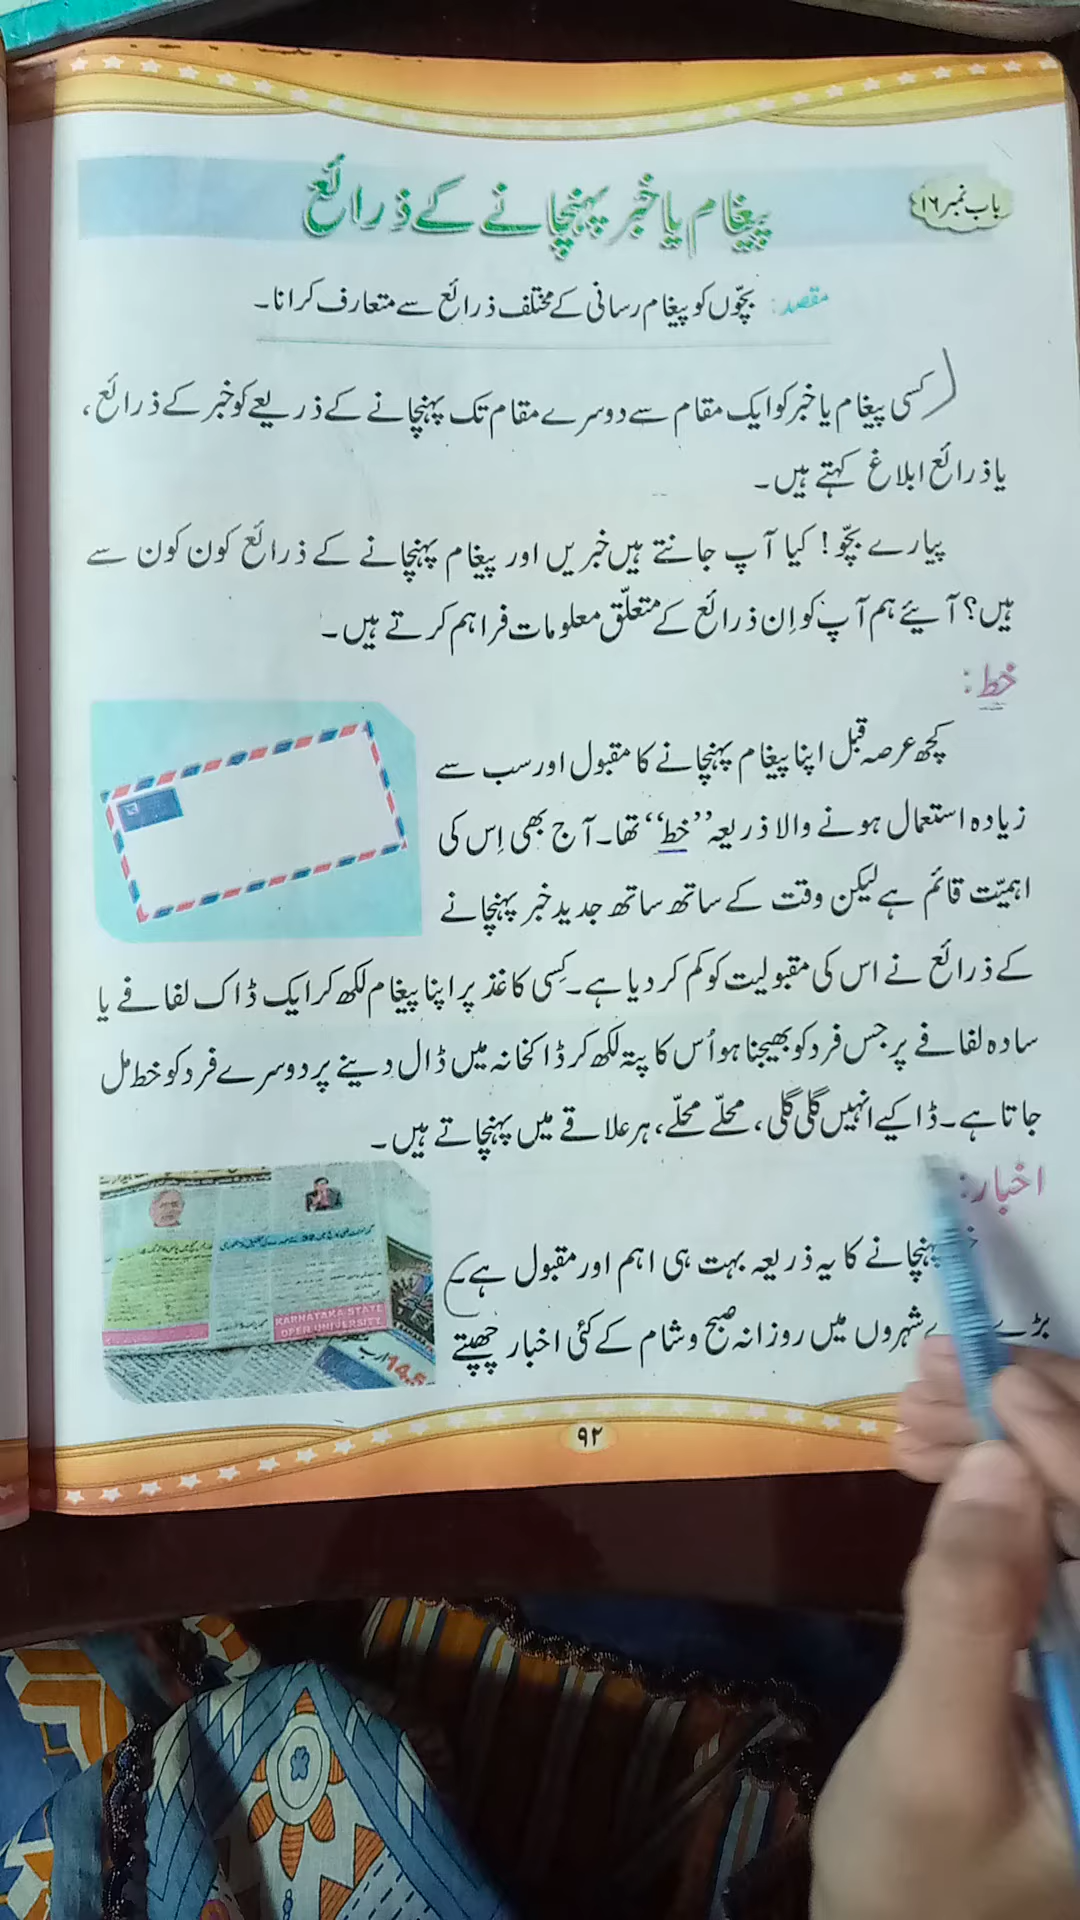 باب نمبر ۱۶
پیغام یا خبر پہنچانے کے ذرائع
مقصد: بچّوں کو پیغام رسانی کے مختلف ذرائع سے متعارف کرانا۔
کسی پیغام یا خبر کو ایک مقام سے دوسرے مقام تک پہنچانے کے ذریعے کو خبر کے ذرائع،
یا ذرائع ابلاغ کہتے ہیں۔
پیارے بچّو! کیا آپ جانتے ہیں خبریں اور پیغام پہنچانے کے ذرائع کون کون سے
ہیں؟ آیئے ہم آپ کو اِن ذرائع کے متعلّق معلومات فراہم کرتے ہیں۔
خط:
کچھ عرصہ قبل اپنا پیغام پہنچانے کا مقبول اور سب سے
زیادہ استعمال ہونے والا ذریعہ ”خط“ تھا۔ آج بھی اِس کی
اہمیّت قائم ہے لیکن وقت کے ساتھ ساتھ جدید خبر پہنچانے
کے ذرائع نے اس کی مقبولیت کو کم کر دیا ہے۔ کِسی کاغذ پر اپنا پیغام لکھ کر ایک ڈاک لفافے یا
سادہ لفافے پر جس فرد کو بھیجنا ہو اُس کا پتہ لکھ کر ڈاکخانہ میں ڈال دینے پر دوسرے فرد کو خط مل
جاتا ہے۔ ڈاکیے انہیں گلی گلی، محلّے محلّے، ہر علاقے میں پہنچاتے ہیں۔
اخبار:
پہنچانے کا یہ ذریعہ بہت ہی اہم اور مقبول ہے
بڑے شہروں میں روزانہ صبح و شام کے کئی اخبار چھپتے
KARNATAKA STATE
OPEN UNIVERSITY
14.5
۹۲